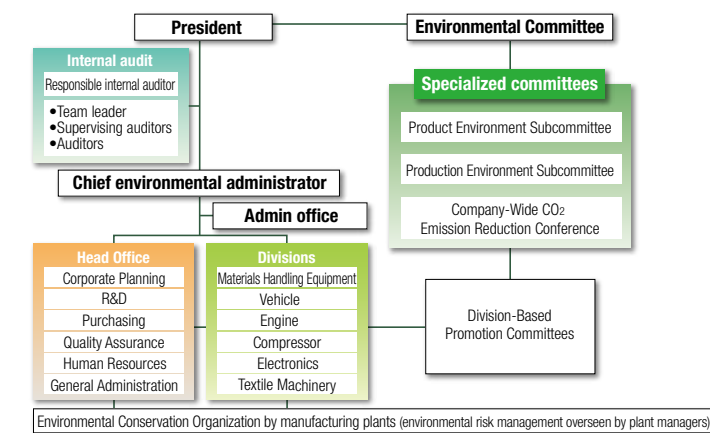 President
Environmental Committee
Internal audit
Responsible internal auditor
•Team leader
•Supervising auditors
•Auditors
Specialized committees
Product Environment Subcommittee
Production Environment Subcommittee
Company-Wide CO2
Emission Reduction Conference
Chief environmental administrator
Admin office
Head Office
Corporate Planning
R&D
Purchasing
Quality Assurance
Human Resources
General Administration
Divisions
Materials Handling Equipment
Vehicle
Engine
Compressor
Electronics
Textile Machinery
Division-Based
Promotion Committees
Environmental Conservation Organization by manufacturing plants (environmental risk management overseen by plant managers)